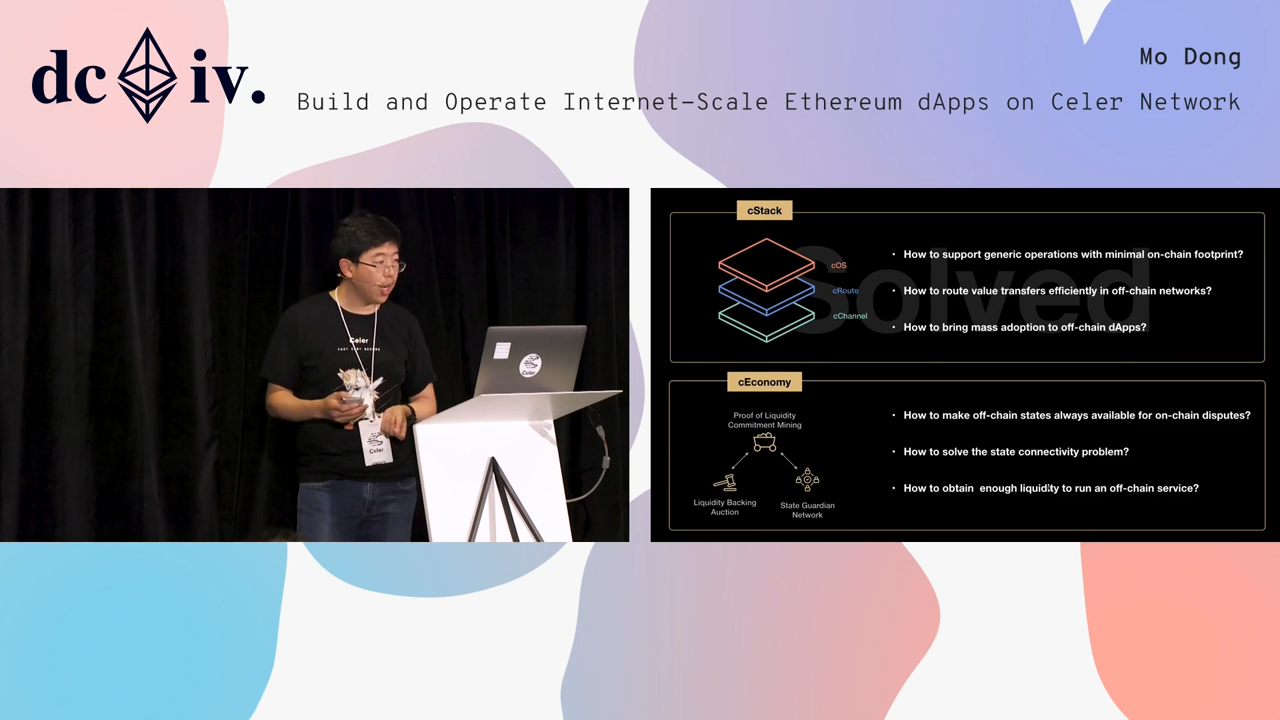 dc iv.
Mo Dong
Build and Operate Internet-Scale Ethereum dApps on Celer Network
Celer
Celer
Celer
cStack
Solved
cOS
cRoute
cChannel
• How to support generic operations with minimal on-chain footprint?
• How to route value transfers efficiently in off-chain networks?
• How to bring mass adoption to off-chain dApps?
cEconomy
Proof of Liquidity
Commitment Mining
Liquidity Backing
Auction
State Guardian
Network
• How to make off-chain states always available for on-chain disputes?
• How to solve the state connectivity problem?
• How to obtain enough liquidity to run an off-chain service?